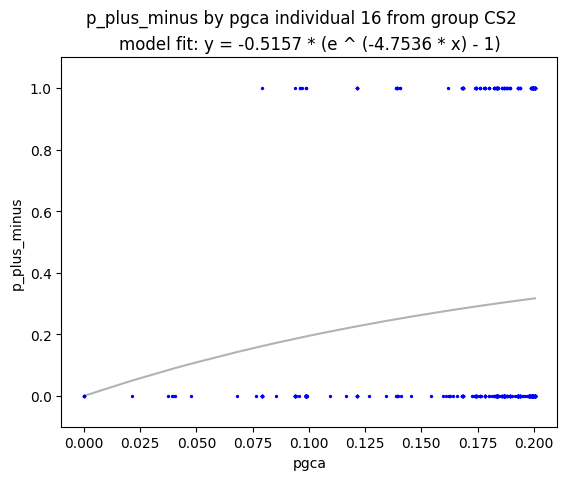 p_plus_minus by pgca individual 16 from group CS2
model fit: y = -0.5157 * (e ^ (-4.7536 * x) - 1)
1.0
0.8
0.6
0.4
0.2
0.0
p_plus_minus
0.000 0.025 0.050 0.075 0.100 0.125 0.150 0.175 0.200
pgca